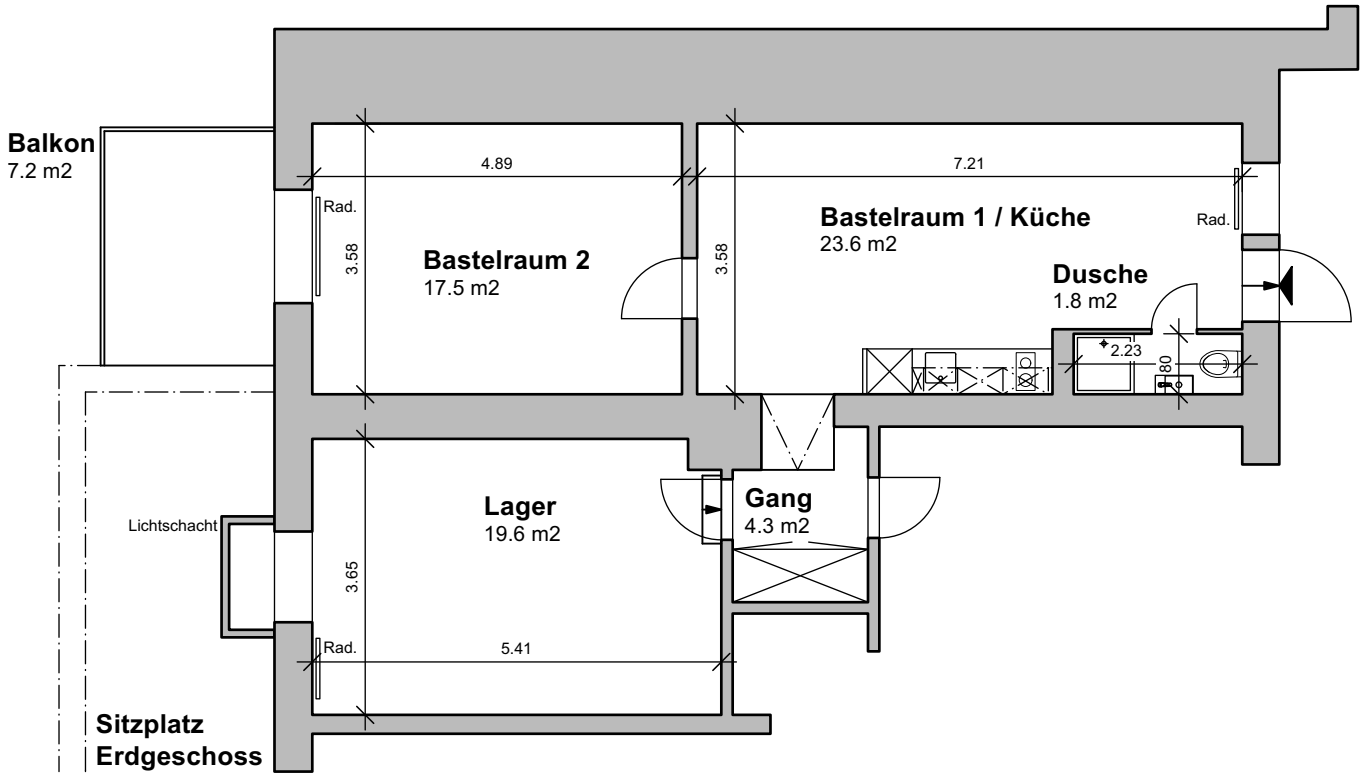 Balkon
7.2 m2
4.89
7.21
Rad.
3.58
Bastelraum 2
17.5 m2
3.58
Bastelraum 1 / Küche
23.6 m2
Rad.
Dusche
1.8 m2
2.23
80
Lager
19.6 m2
Gang
4.3 m2
Lichtschacht
3.65
Rad.
5.41
Sitzplatz
Erdgeschoss